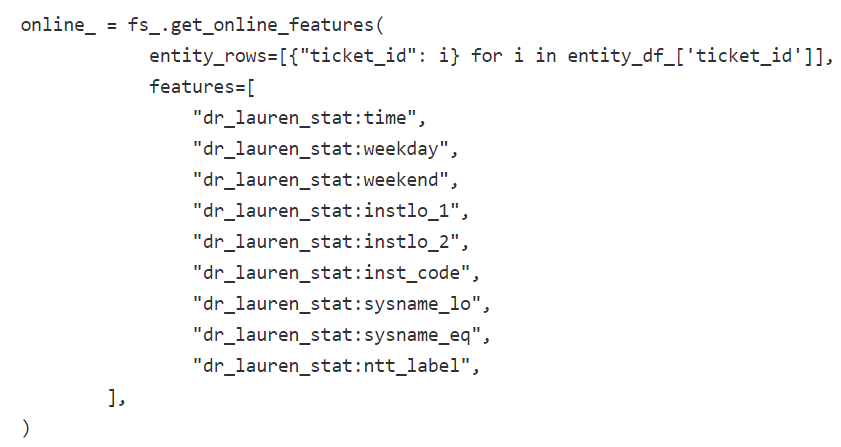 online_ = fs_.get_online_features(
            entity_rows=[{"ticket_id": i} for i in entity_df_['ticket_id']],
            features=[
                "dr_lauren_stat:time",
                "dr_lauren_stat:weekday",
                "dr_lauren_stat:weekend",
                "dr_lauren_stat:instlo_1",
                "dr_lauren_stat:instlo_2",
                "dr_lauren_stat:inst_code",
                "dr_lauren_stat:sysname_lo",
                "dr_lauren_stat:sysname_eq",
                "dr_lauren_stat:ntt_label",
        ],
)